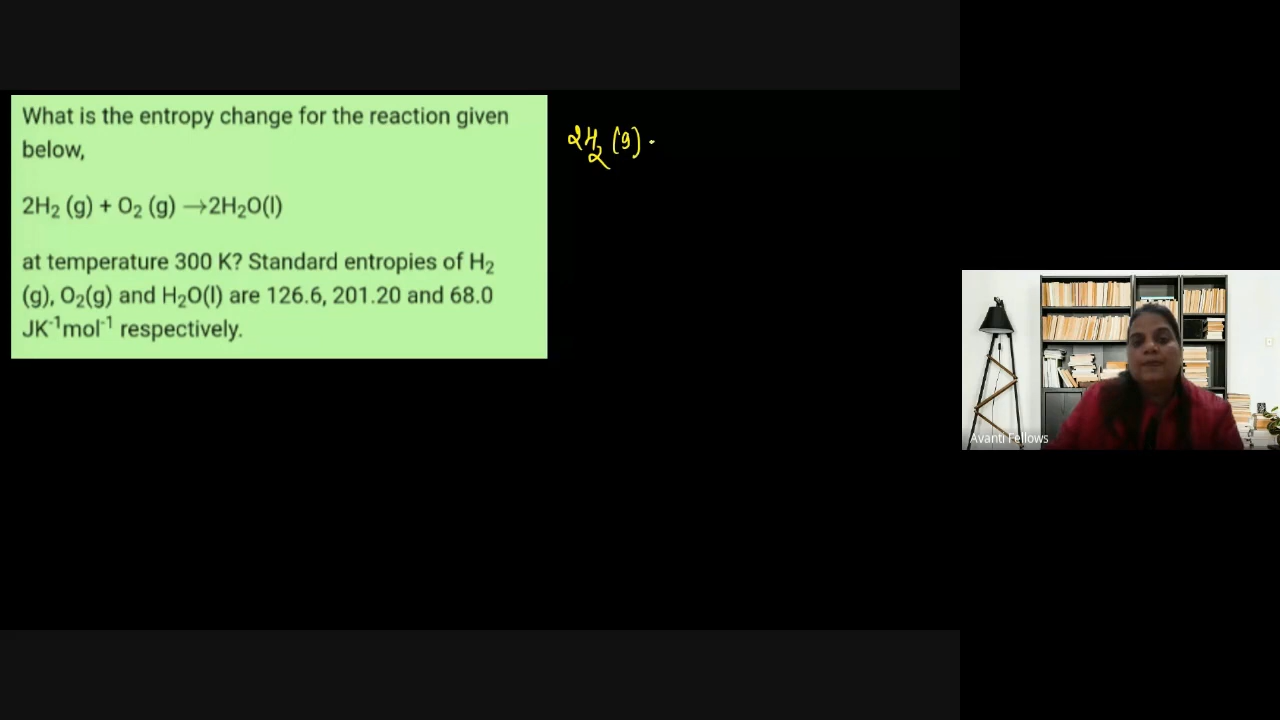 What is the entropy change for the reaction given
below,
2H₂ (g) + O₂ (g) →2H₂O(l)
at temperature 300 K? Standard entropies of H₂
(g), O₂(g) and H₂O(l) are 126.6, 201.20 and 68.0
JK⁻¹mol⁻¹ respectively.
2H₂ (g)
Avanti Fellows